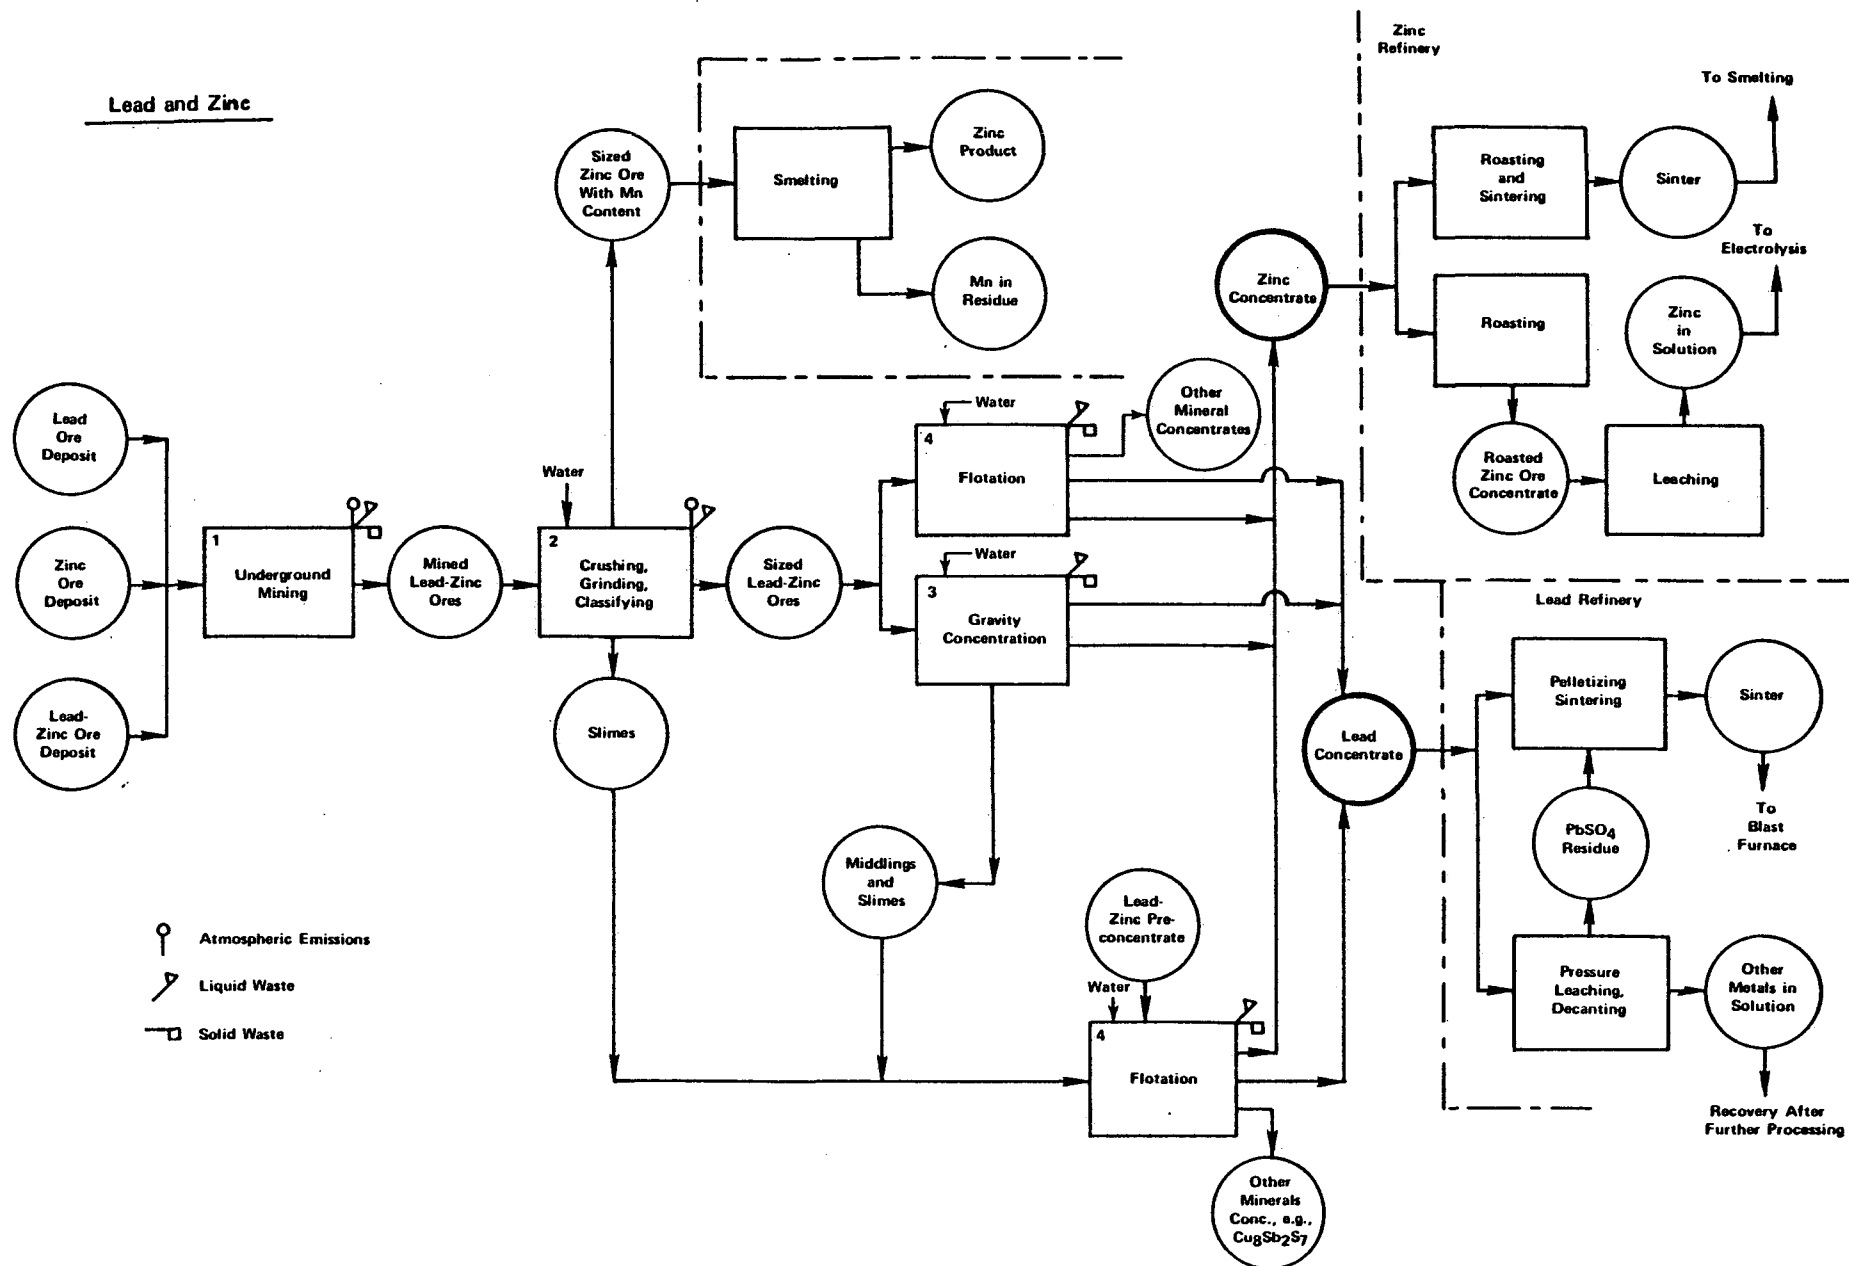 Lead and Zinc
Lead
Ore
Deposit
Zinc
Ore
Deposit
Lead-
Zinc Ore
Deposit
1
Underground
Mining
Mined
Lead-Zinc
Ores
Water
2
Crushing,
Grinding,
Classifying
Sized
Zinc Ore
With Mn
Content
Smelting
Zinc
Product
Mn in
Residue
Slimes
Sized
Lead-Zinc
Ores
Water
4
Flotation
Other
Mineral
Concentrates
Water
3
Gravity
Concentration
Middlings
and
Slimes
Lead-
Zinc Pre-
concentrate
Water
4
Flotation
Other
Minerals
Conc., e.g.,
Cu8Sb2S7
Zinc
Concentrate
Lead
Concentrate
Zinc
Refinery
Roasting
and
Sintering
Sinter
To Smelting
Roasting
Roasted
Zinc Ore
Concentrate
Leaching
Zinc
in
Solution
To
Electrolysis
Lead Refinery
Pelletizing
Sintering
Sinter
To
Blast
Furnace
PbSO4
Residue
Pressure
Leaching,
Decanting
Other
Metals in
Solution
Recovery After
Further Processing
Atmospheric Emissions
Liquid Waste
Solid Waste